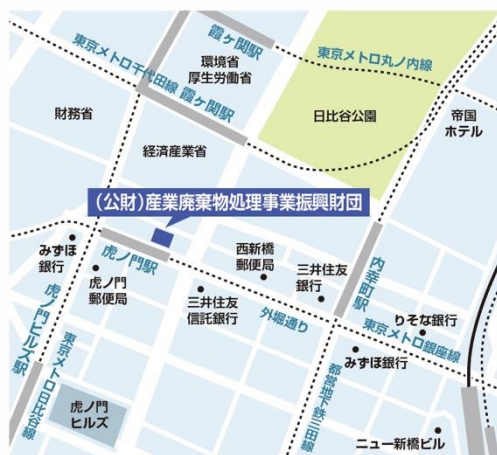 霞ヶ関駅
東京メトロ丸ノ内線
環境省
厚生労働省
東京メトロ千代田線
霞ヶ関駅
財務省
日比谷公園
帝国
ホテル
経済産業省
(公財)産業廃棄物処理事業振興財団
みずほ
銀行
虎ノ門駅
虎ノ門
郵便局
西新橋
郵便局
三井住友
銀行
内幸町駅
三井住友
信託銀行
外堀通り
りそな銀行
東京メトロ銀座線
みずほ銀行
虎ノ門ヒルズ駅
東京メトロ日比谷線
都営地下鉄三田線
虎ノ門
ヒルズ
ニュー新橋ビル